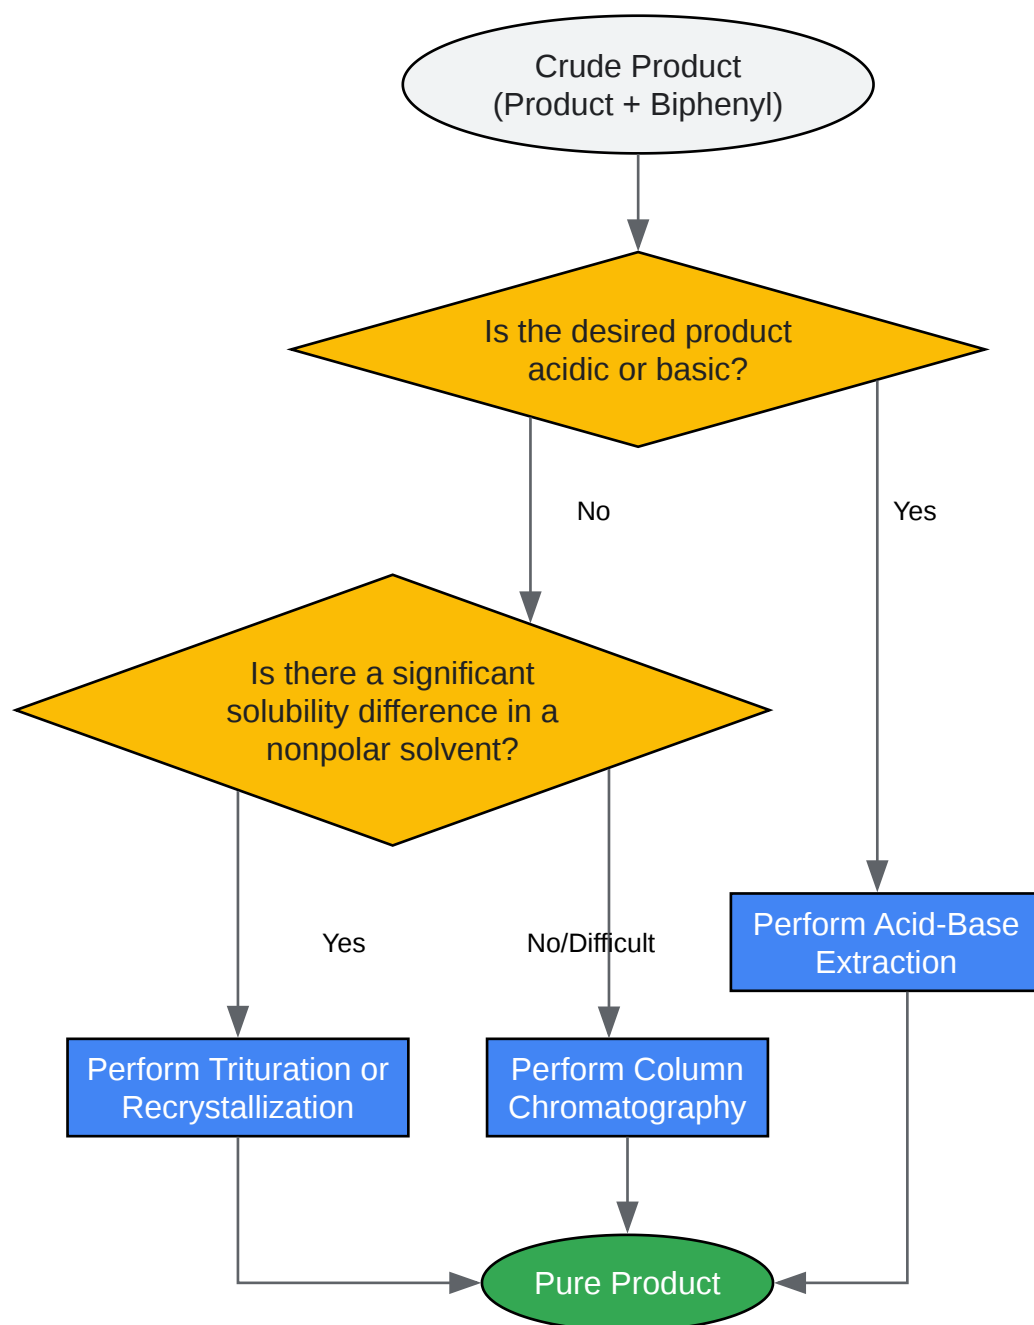 Crude Product
(Product + Biphenyl)
Is the desired product
acidic or basic?
No
Yes
Is there a significant
solubility difference in a
nonpolar solvent?
Perform Acid-Base
Extraction
Yes
No/Difficult
Perform Trituration or
Recrystallization
Perform Column
Chromatography
Pure Product